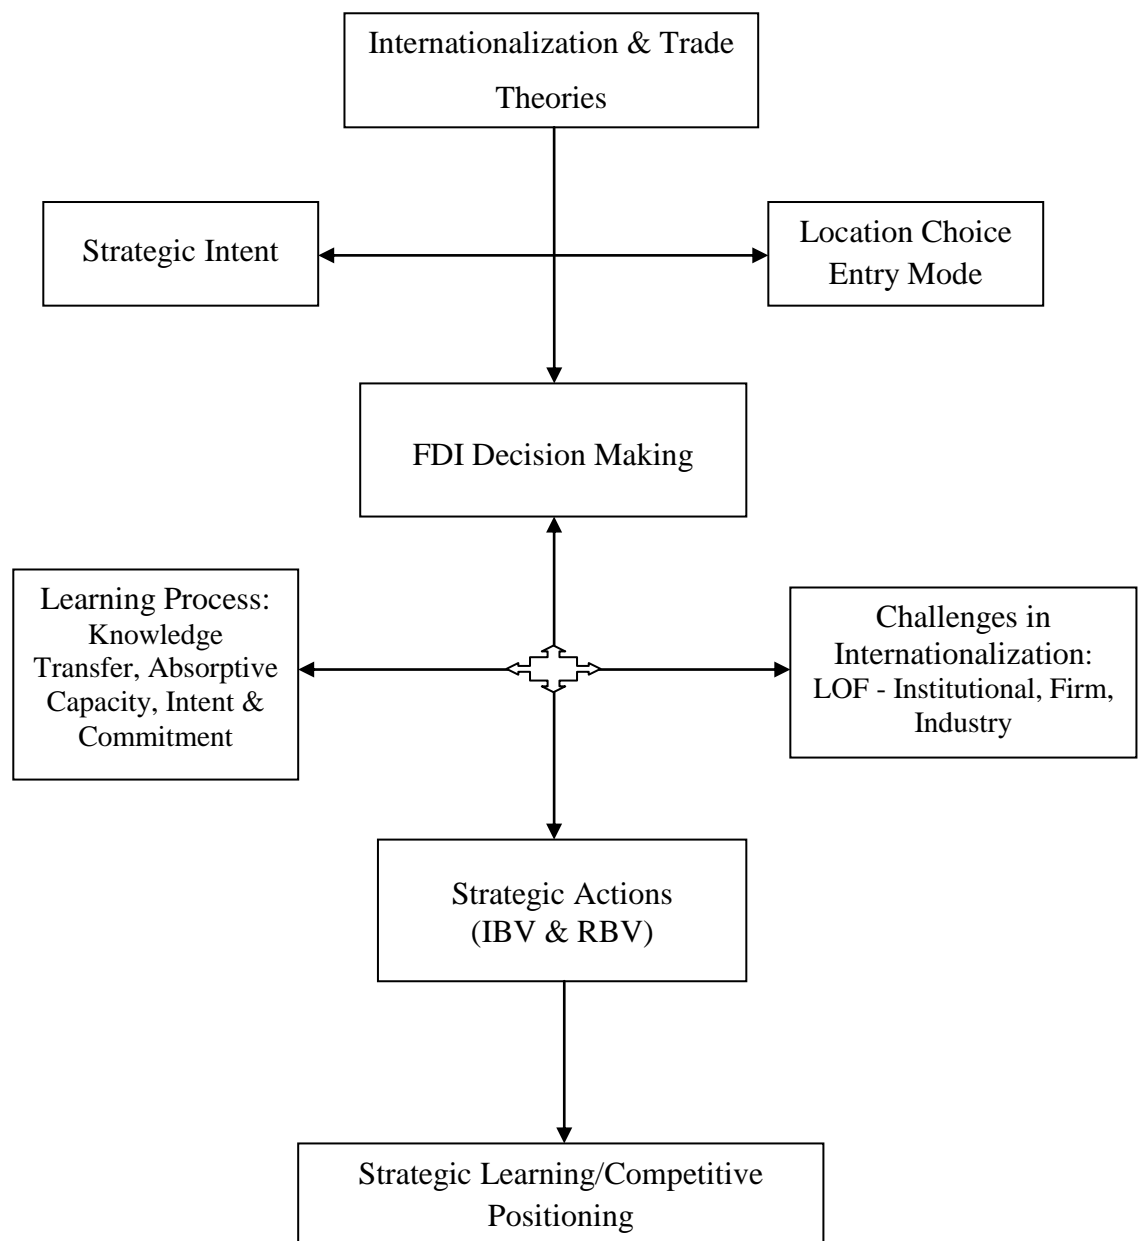 Internationalization & Trade
Theories
Strategic Intent
Location Choice
Entry Mode
FDI Decision Making
Learning Process:
Knowledge
Transfer, Absorptive
Capacity, Intent &
Commitment
Challenges in
Internationalization:
LOF - Institutional, Firm,
Industry
Strategic Actions
(IBV & RBV)
Strategic Learning/Competitive
Positioning